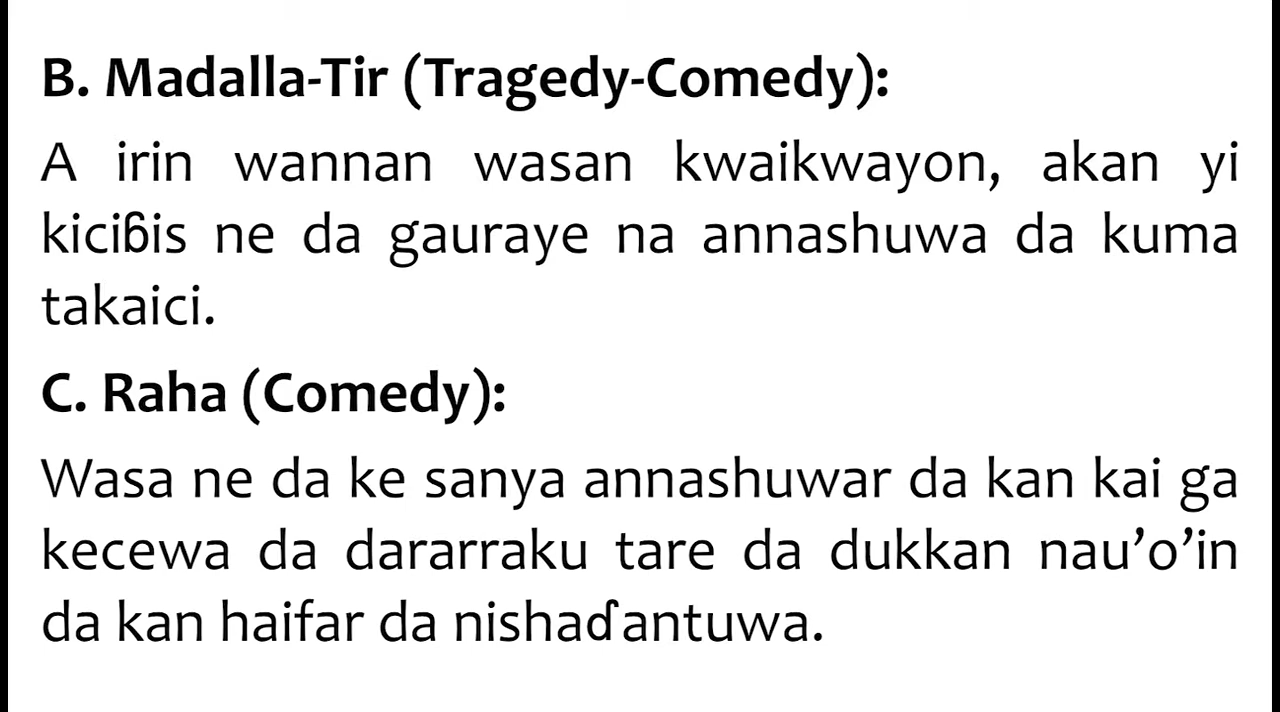 B. Madalla-Tir (Tragedy-Comedy):
A irin wannan wasan kwaikwayon, akan yi
kiciɓis ne da gauraye na annashuwa da kuma
takaici.
C. Raha (Comedy):
Wasa ne da ke sanya annashuwar da kan kai ga
kecewa da dararraku tare da dukkan nau’o’in
da kan haifar da nishaɗantuwa.